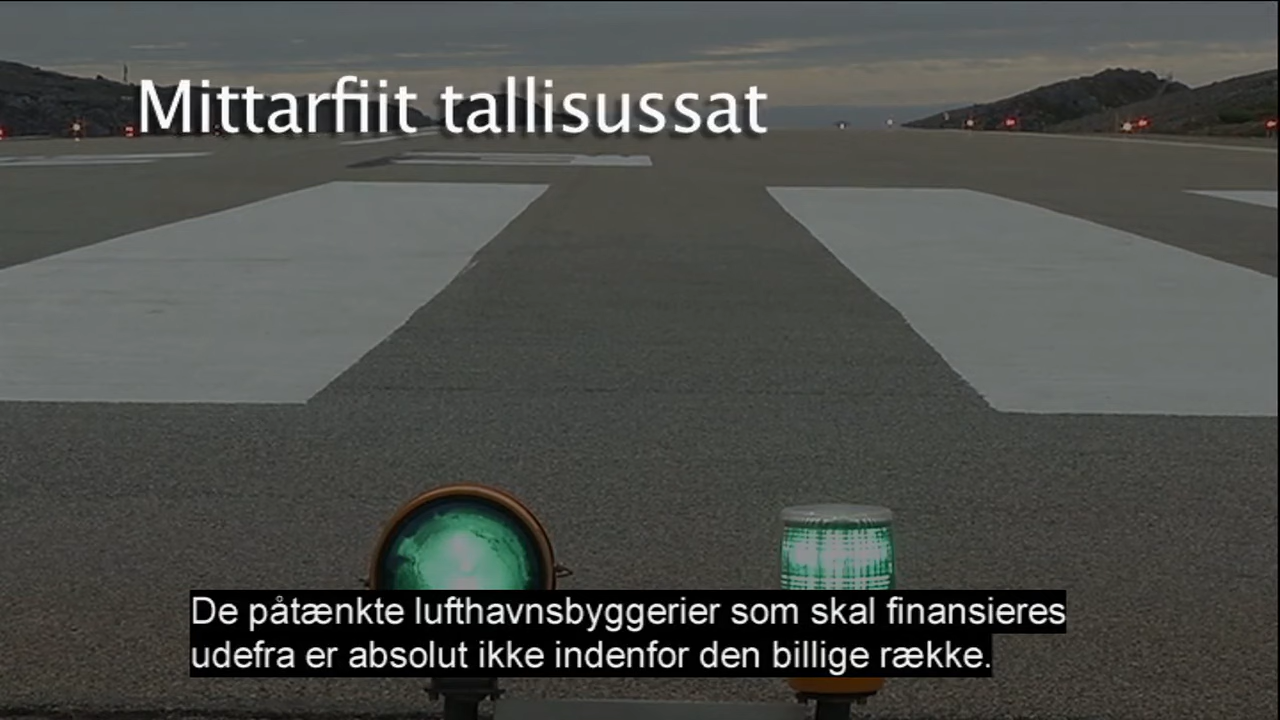 Mittarfiit tallisussat
De påtænkte lufthavnsbyggerier som skal finansieres
udefra er absolut ikke indenfor den billige række.